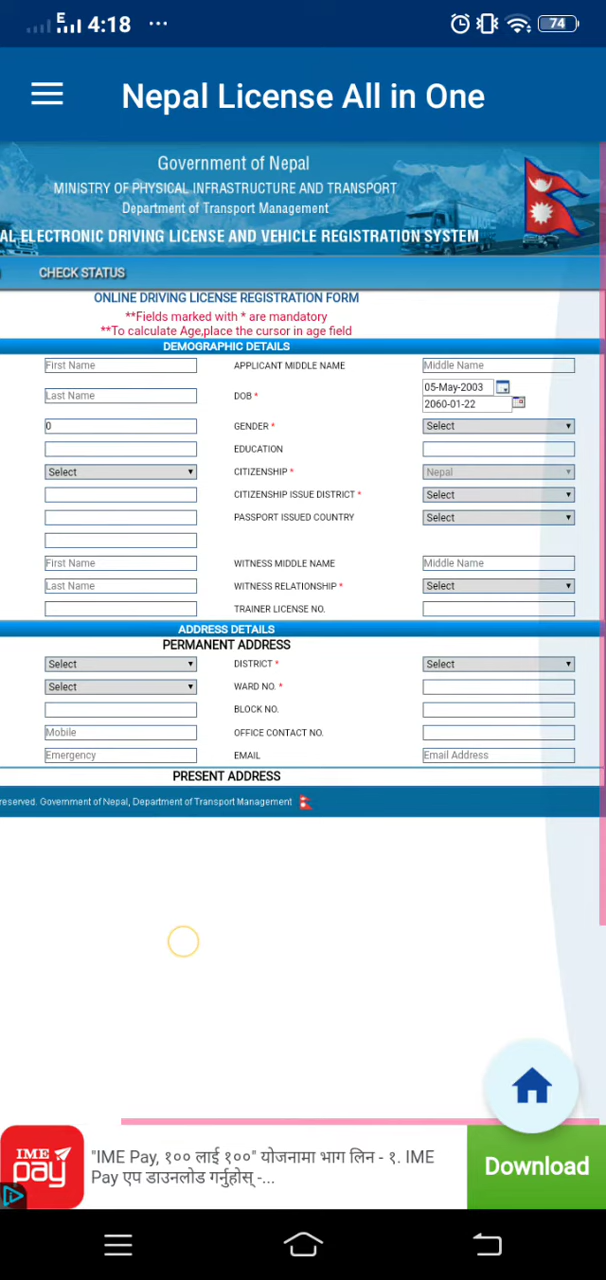 E 4:18 ... 74
Nepal License All in One
Government of Nepal
MINISTRY OF PHYSICAL INFRASTRUCTURE AND TRANSPORT
Department of Transport Management
AL ELECTRONIC DRIVING LICENSE AND VEHICLE REGISTRATION SYSTEM
CHECK STATUS
ONLINE DRIVING LICENSE REGISTRATION FORM
**Fields marked with * are mandatory
**To calculate Age,place the cursor in age field
DEMOGRAPHIC DETAILS
First Name APPLICANT MIDDLE NAME Middle Name
Last Name DOB * 05-May-2003
2060-01-22
0 GENDER * Select
EDUCATION
Select CITIZENSHIP * Nepal
CITIZENSHIP ISSUE DISTRICT * Select
PASSPORT ISSUED COUNTRY Select
First Name WITNESS MIDDLE NAME Middle Name
Last Name WITNESS RELATIONSHIP * Select
TRAINER LICENSE NO.
ADDRESS DETAILS
PERMANENT ADDRESS
Select DISTRICT * Select
Select WARD NO. *
BLOCK NO.
Mobile OFFICE CONTACT NO.
Emergency EMAIL Email Address
PRESENT ADDRESS
reserved. Government of Nepal, Department of Transport Management
IME pay
"IME Pay, १०० लाई १००" योजनामा भाग लिन - १. IME
Pay एप डाउनलोड गर्नुहोस् -...
Download